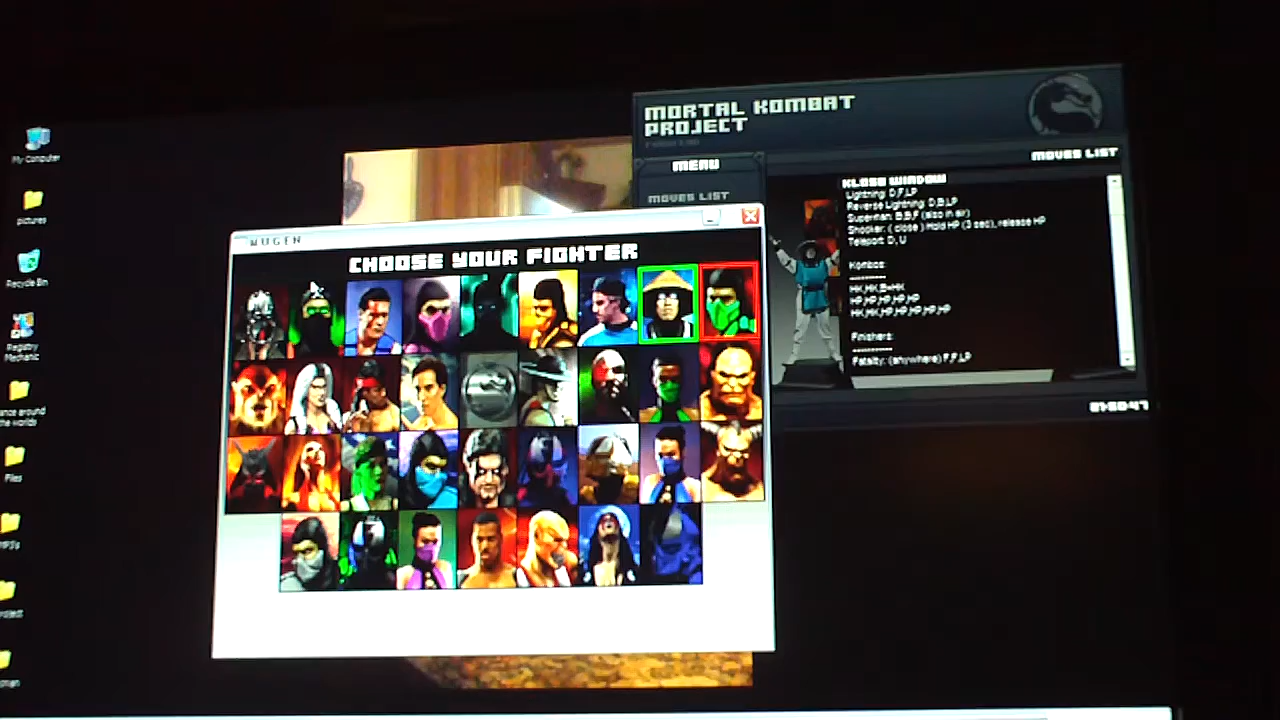 My Computer
pictures
Recycle Bin
Registry
Mechanic
Files
MUGEN
CHOOSE YOUR FIGHTER
MORTAL KOMBAT
PROJECT
MENU
MOVES LIST
MOVES LIST
KLOSE WINDOW
Lightning: D,F,LP
Reverse Lightning: D,B,LP
Superman: B,B,F (also in air)
Shocker: ( close ) Hold HP (3 sec), release HP
Teleport: D, U
Kombos:
----------
HK,HK,B+HK
HP,HP,HP,HP,HP
HK,HK,HP,HP,HP,HP,HP
Finishers:
----------
Fatality: (anywhere) F,F,LP